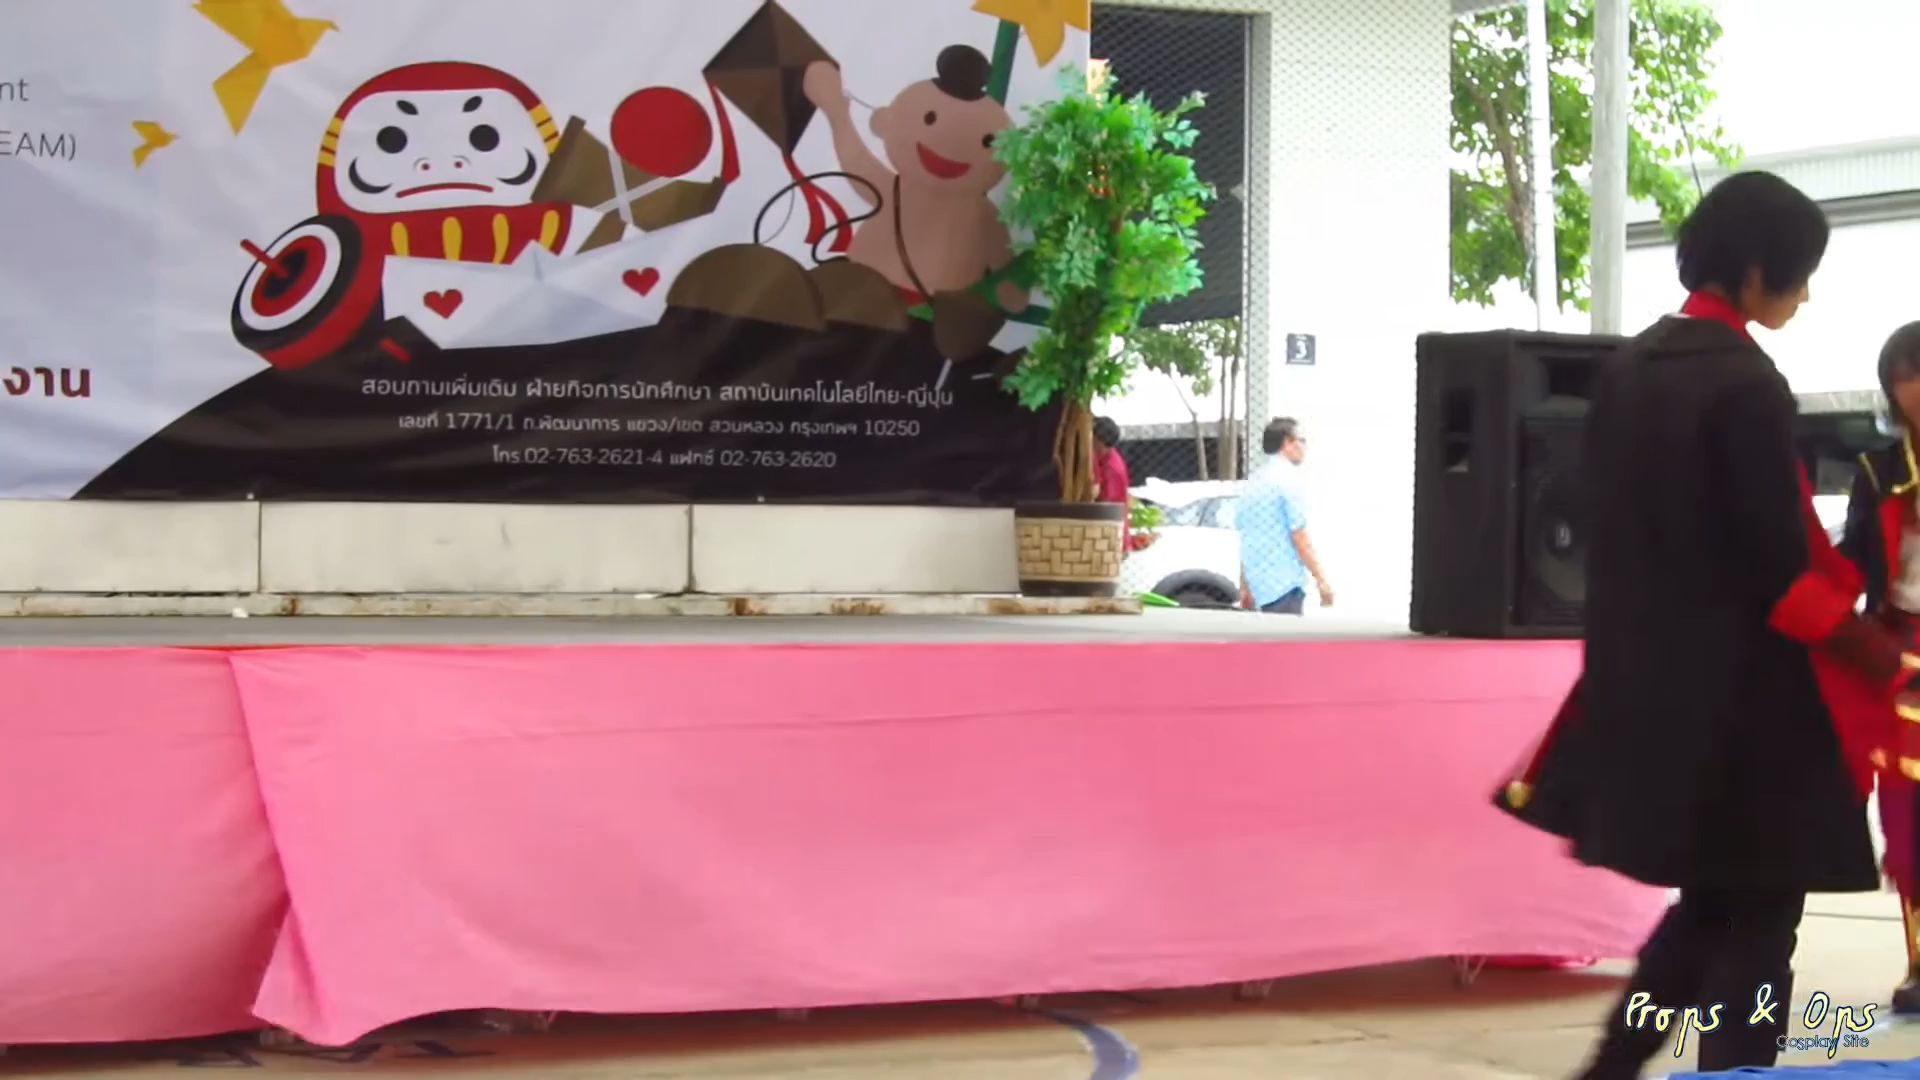 nt
EAM)
งาน
สอบถามเพิ่มเติม ฝ่ายกิจการนักศึกษา สถาบันเทคโนโลยีไทย-ญี่ปุ่น
เลขที่ 1771/1 ถ.พัฒนาการ แขวง/เขต สวนหลวง กรุงเทพฯ 10250
โทร 02-763-2621-4 แฟกซ์ 02-763-2620
3
Props & Ops
Cosplay Site